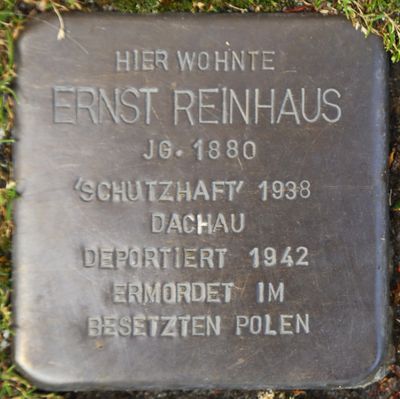 HIER WOHNTE
ERNST REINHAUS
JG. 1880
'SCHUTZHAFT' 1938
DACHAU
DEPORTIERT 1942
ERMORDET IM
BESETZTEN POLEN